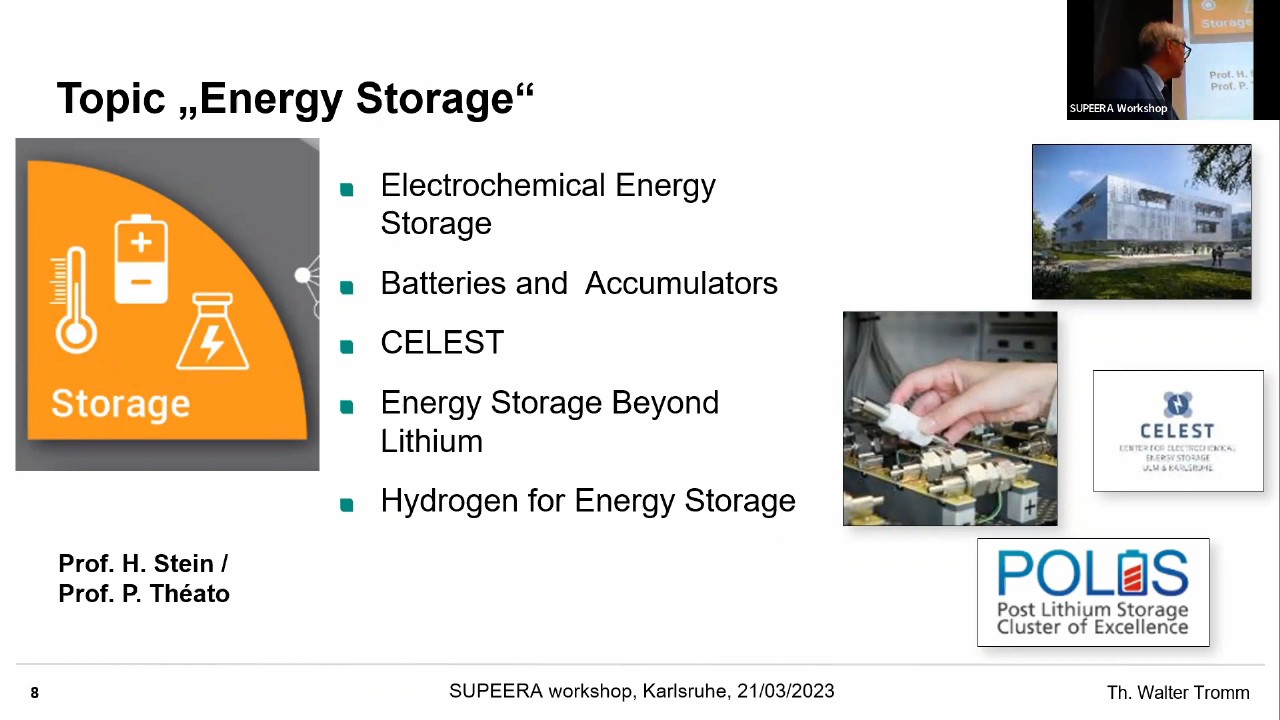 Topic „Energy Storage“
Storage
Electrochemical Energy
Storage
Batteries and  Accumulators
CELEST
Energy Storage Beyond
Lithium
Hydrogen for Energy Storage
Prof. H. Stein /
Prof. P. Théato
Storage
Prof. H.
Prof. P. T
SUPEERA Workshop
CELEST
CENTER FOR ELECTROCHEMICAL
ENERGY STORAGE
ULM & KARLSRUHE
POLiS
Post Lithium Storage
Cluster of Excellence
8
SUPEERA workshop, Karlsruhe, 21/03/2023
Th. Walter Tromm